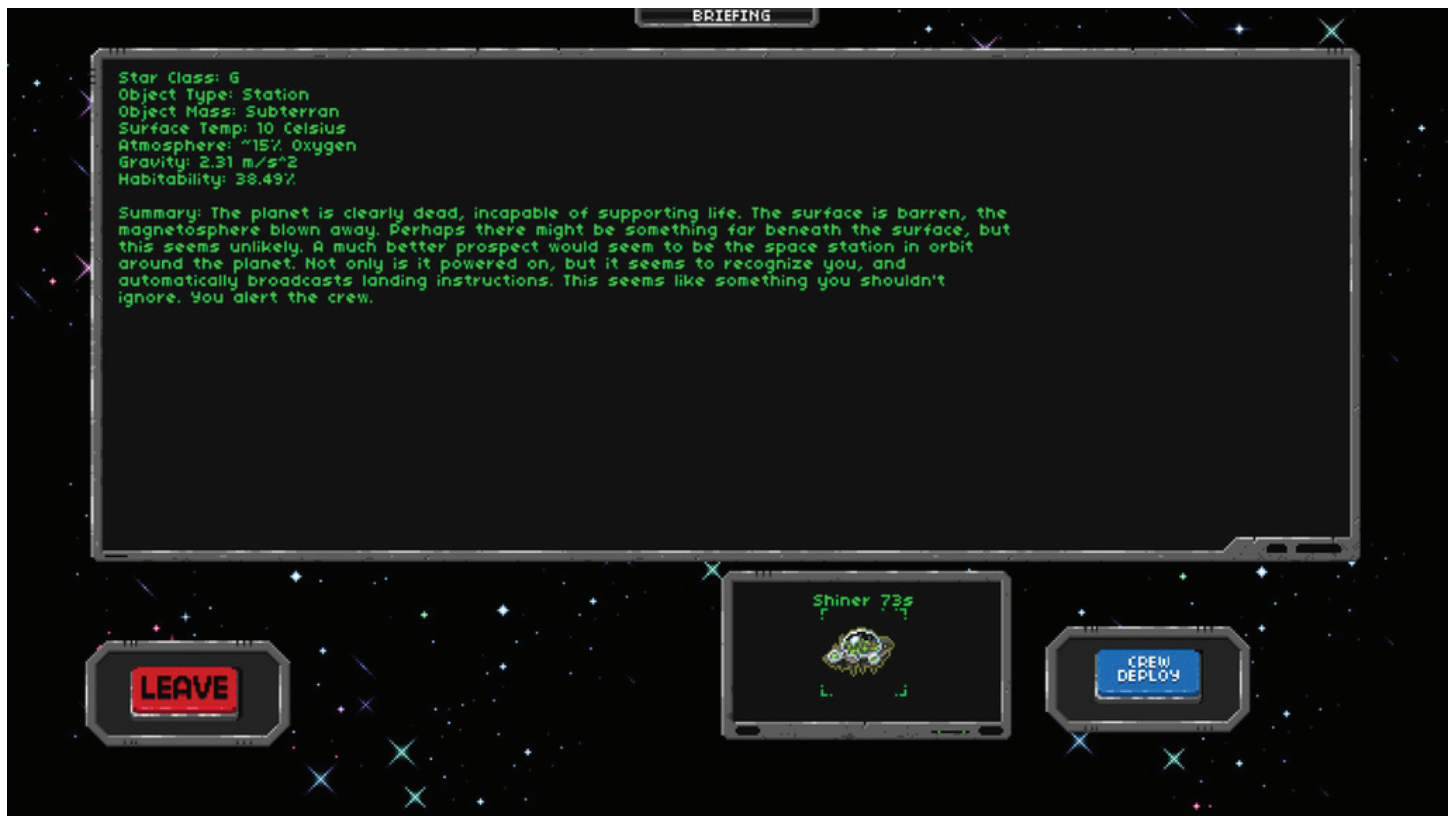 BRIEFING
Star Class: G
Object Type: Station
Object Mass: Subterran
Surface Temp: 10 Celsius
Atmosphere: ~15% Oxygen
Gravity: 2.31 m/s^2
Habitability: 38.49%
Summary: The planet is clearly dead, incapable of supporting life. The surface is barren, the
magnetosphere blown away. Perhaps there might be something far beneath the surface, but
this seems unlikely. A much better prospect would seem to be the space station in orbit
around the planet. Not only is it powered on, but it seems to recognize you, and
automatically broadcasts landing instructions. This seems like something you shouldn't
ignore. You alert the crew.
Shiner 73s
LEAVE
CREW
DEPLOY